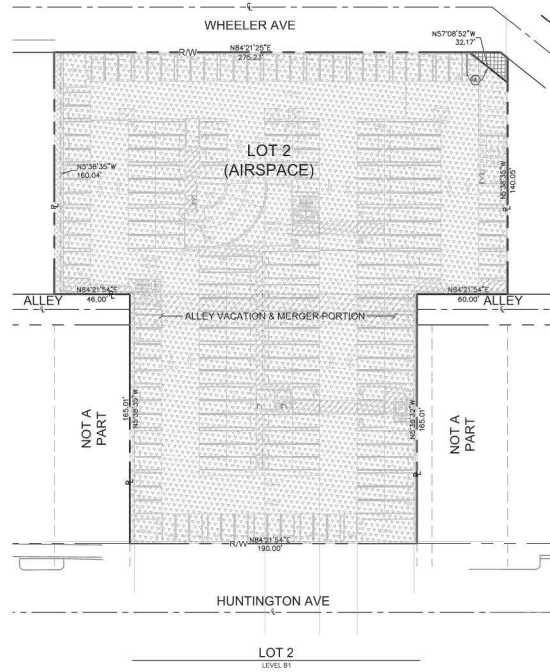 WHEELER AVE
℄
N57°08'52"W
32.17'
R/W
N84°21'25"E
275.23'
A
LOT 2
(AIRSPACE)
N5°38'35"W
160.04'
N5°38'35"W
140.05'
N84°21'54"E
46.00'
N84°21'54"E
60.00'
ALLEY
℄
ALLEY
℄
ALLEY VACATION & MERGER PORTION
NOT A
PART
165.01'
N5°38'35"W
N5°38'32"W
165.01'
NOT A
PART
R/W
N84°21'54"E
190.00'
HUNTINGTON AVE
℄
LOT 2
LEVEL B1